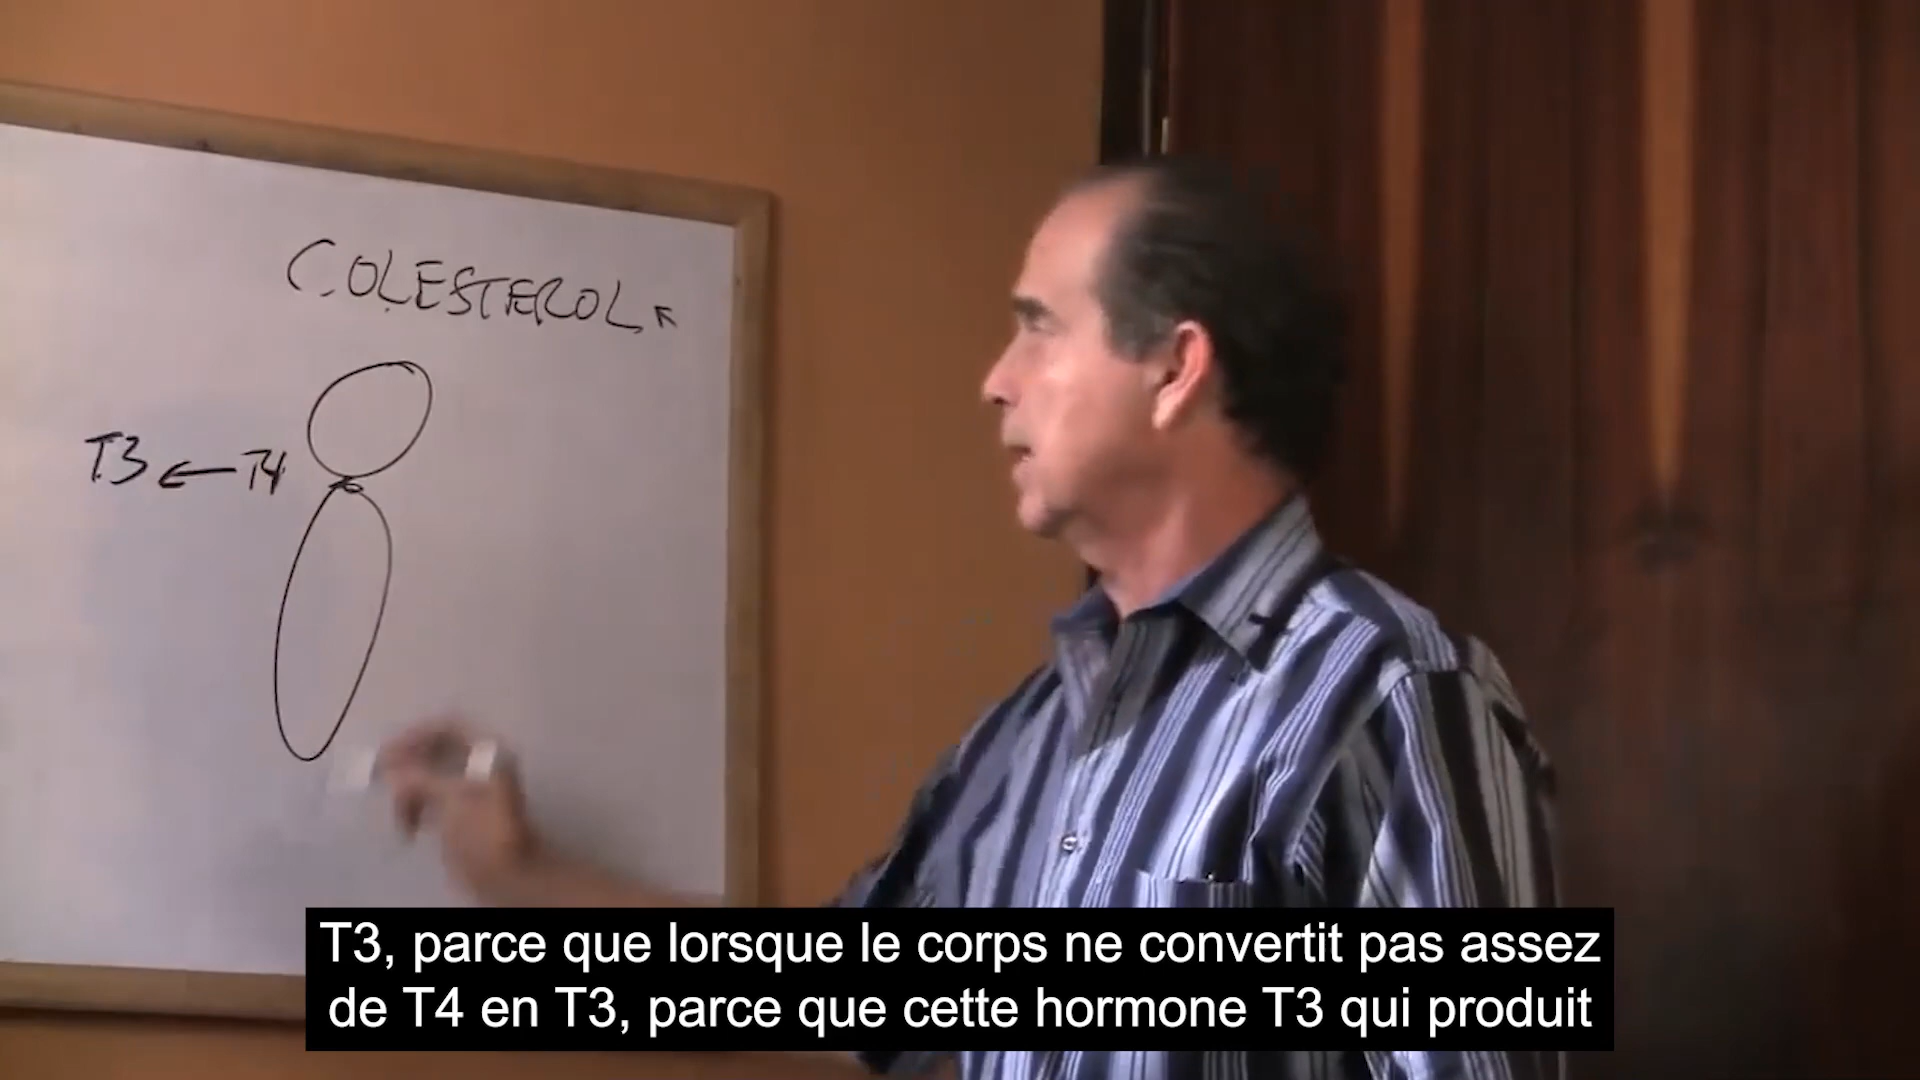 COLESTEROL
T3 ← T4
T3, parce que lorsque le corps ne convertit pas assez
de T4 en T3, parce que cette hormone T3 qui produit